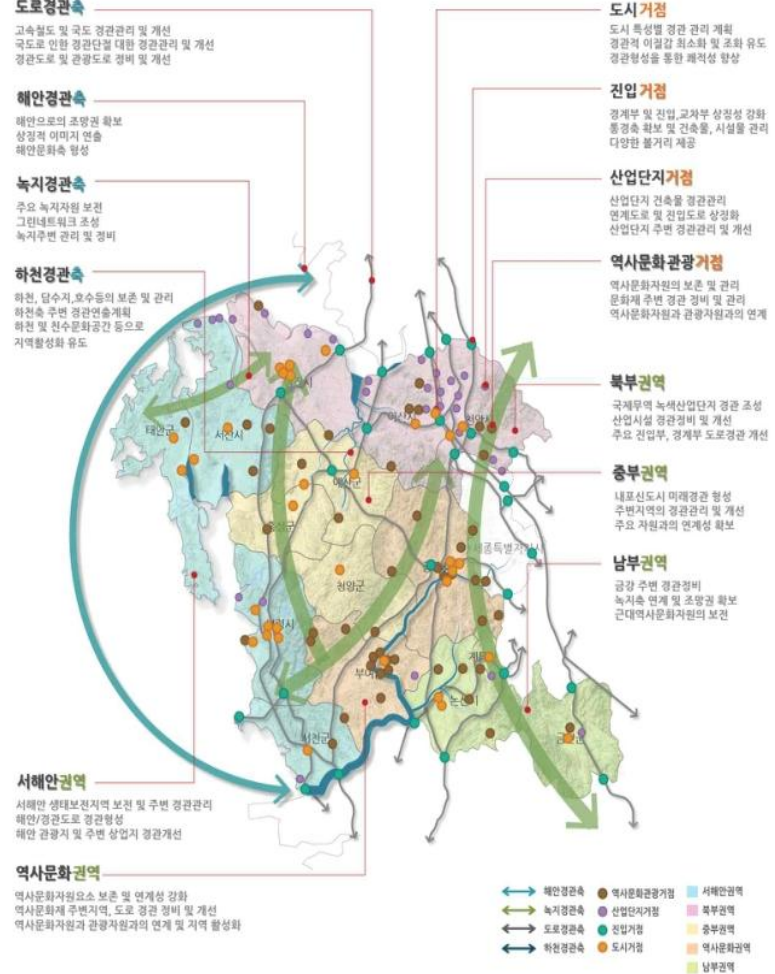 도로경관축
고속철도 및 국도 경관관리 및 개선
국도로 인한 경관단절 대한 경관관리 및 개선
경관도로 및 관광도로 정비 및 개선
해안경관축
해안으로의 조망권 확보
상징적 이미지 연출
해안문화축 형성
녹지경관축
주요 녹지자원 보전
그린네트워크 조성
녹지주변 관리 및 정비
하천경관축
하천, 담수지,호수등의 보존 및 관리
하천축 주변 경관연출계획
하천 및 친수문화공간 등으로
지역활성화 유도
도시거점
도시 특성별 경관 관리 계획
경관적 이질감 최소화 및 조화 유도
경관형성을 통한 쾌적성 향상
진입거점
경계부 및 진입,교차부 상징성 강화
통경축 확보 및 건축물, 시설물 관리
다양한 볼거리 제공
산업단지거점
산업단지 건축물 경관관리
연계도로 및 진입도로 상징화
산업단지 주변 경관관리 및 개선
역사문화관광거점
역사문화자원의 보존 및 관리
문화재 주변 경관 정비 및 관리
역사문화자원과 관광자원과의 연계
북부권역
국제무역 녹색산업단지 경관 조성
산업시설 경관정비 및 개선
주요 진입부, 경계부 도로경관 개선
중부권역
내포신도시 미래경관 형성
주변지역의 경관관리 및 개선
주요 자원과의 연계성 확보
남부권역
금강 주변 경관정비
녹지축 연계 및 조망권 확보
근대역사문화자원의 보전
태안군
서산시
아산시
예산군
청양군
세종특별자치시
논산시
서천군
서해안권역
서해안 생태보전지역 보전 및 주변 경관관리
해안/경관도로 경관형성
해안 관광지 및 주변 상업지 경관개선
역사문화권역
역사문화자원요소 보존 및 연계성 강화
역사문화재 주변지역, 도로 경관 정비 및 개선
역사문화자원과 관광자원과의 연계 및 지역 활성화
해안경관축
녹지경관축
도로경관축
하천경관축
역사문화관광거점
산업단지거점
진입거점
도시거점
서해안권역
북부권역
중부권역
역사문화권역
남부권역